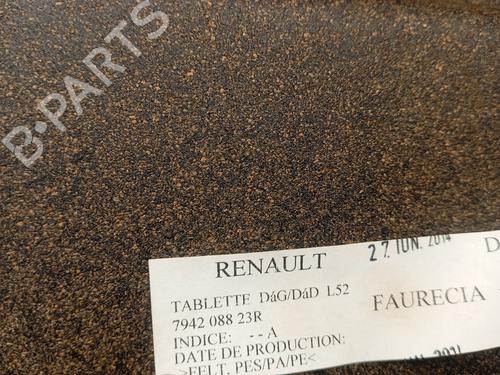 B-PARTS
27. IUN. 2014
RENAULT
TABLETTE DáG/DáD L52
7942 088 23R
FAURECIA
INDICE: --A
DATE DE PRODUCTION:
>FELT, PES/PA/PE<